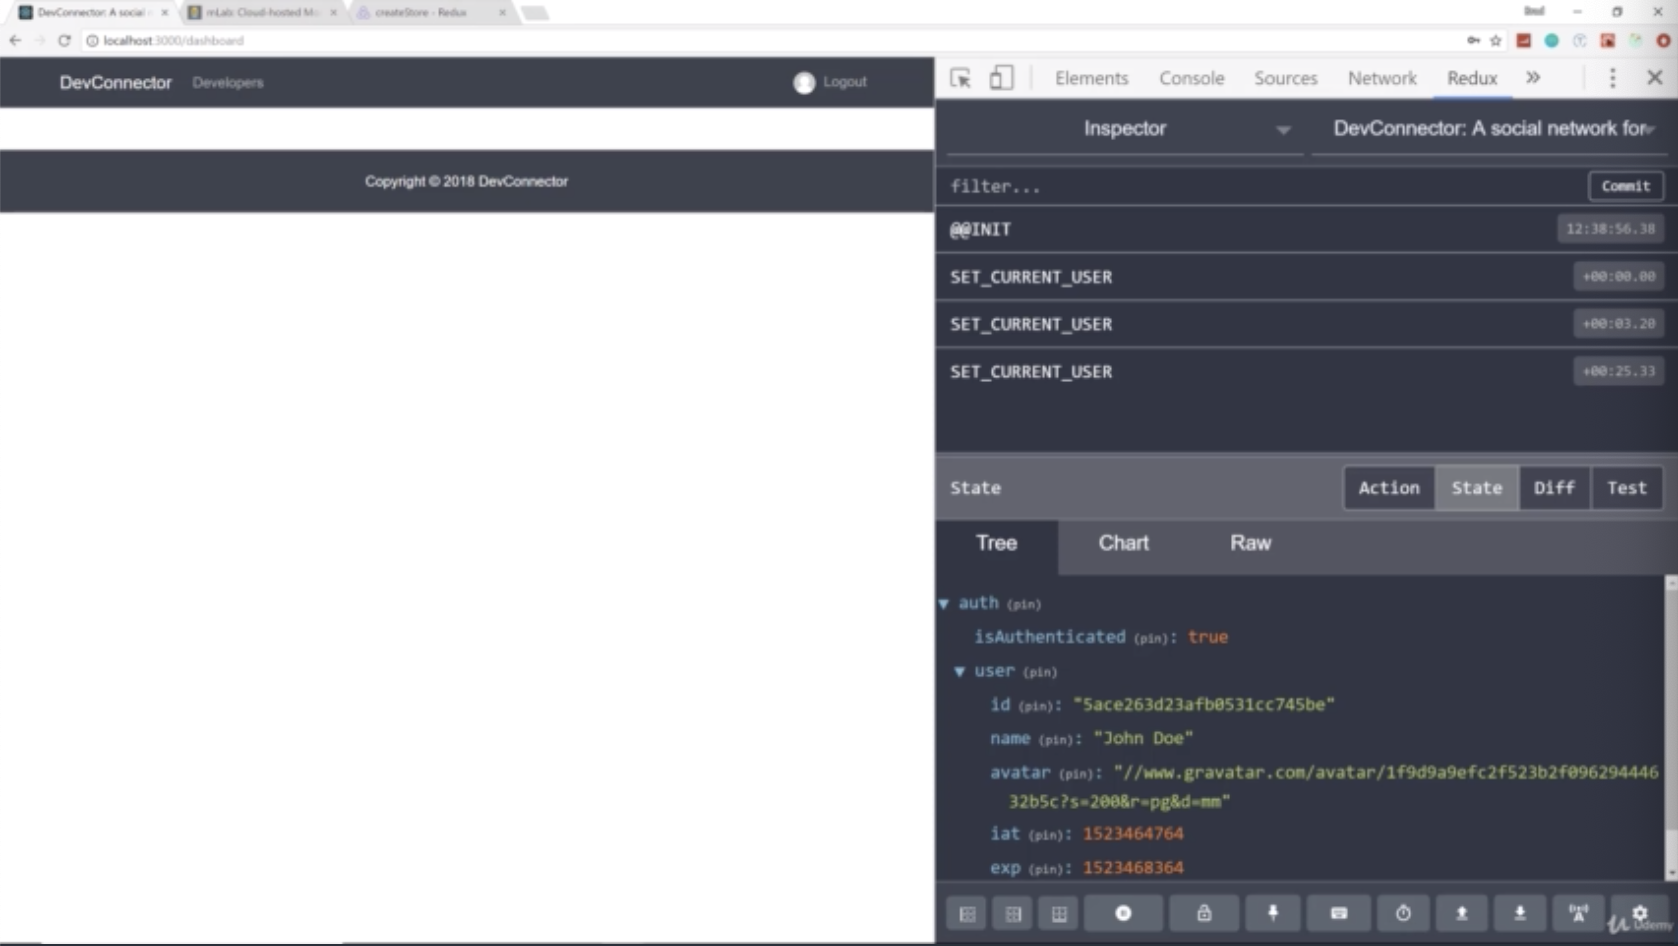 DevConnector: A social
mLab: Cloud-hosted Mo
createStore - Redux
localhost:3000/dashboard
DevConnector Developers Logout
Copyright © 2018 DevConnector
Elements Console Sources Network Redux »
Inspector DevConnector: A social network for
filter... Commit
@@INIT 12:38:56.38
SET_CURRENT_USER +00:00.00
SET_CURRENT_USER +00:03.20
SET_CURRENT_USER +00:25.33
State Action State Diff Test
Tree Chart Raw
auth (pin)
isAuthenticated (pin): true
user (pin)
id (pin): "5ace263d23afb0531cc745be"
name (pin): "John Doe"
avatar (pin): "//www.gravatar.com/avatar/1f9d9a9efc2f523b2f096294446
32b5c?s=200&r=pg&d=mm"
iat (pin): 1523464764
exp (pin): 1523468364
Udemy